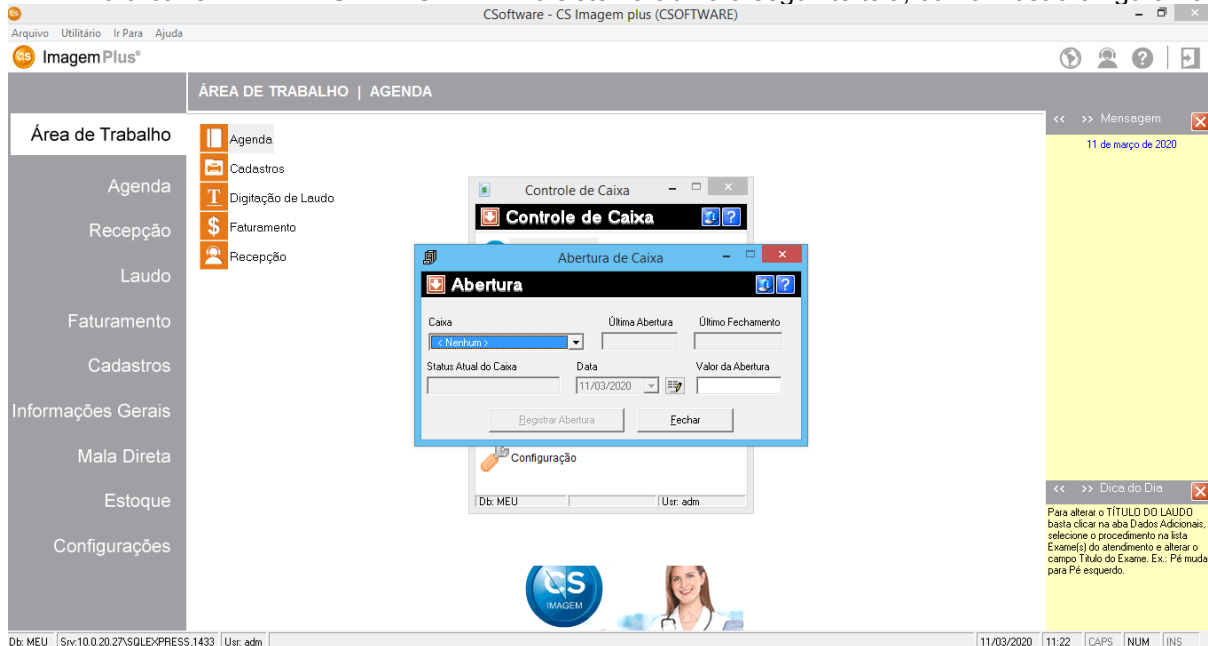 CSoftware - CS Imagem plus (CSOFTWARE)
Arquivo Utilitário Ir Para Ajuda
cs Imagem Plus®
ÁREA DE TRABALHO | AGENDA
<< >> Mensagem
11 de março de 2020
Área de Trabalho
Agenda
Recepção
Laudo
Faturamento
Cadastros
Informações Gerais
Mala Direta
Estoque
Configurações
Agenda
Cadastros
Digitação de Laudo
Faturamento
Recepção
Controle de Caixa
Controle de Caixa
Abertura de Caixa
Abertura
Caixa Última Abertura Último Fechamento
< Nenhum >
Status Atual do Caixa Data Valor da Abertura
11/03/2020
Registrar Abertura Fechar
Configuração
Db: MEU Usr: adm
CS
IMAGEM
<< >> Dica do Dia
Para alterar o TÍTULO DO LAUDO
basta clicar na aba Dados Adicionais,
selecione o procedimento na lista
Exame(s) do atendimento e alterar o
campo Título do Exame. Ex.: Pé muda
para Pé esquerdo.
Db: MEU Srv:10.0.20.27\SQLEXPRESS,1433 Usr: adm 11/03/2020 11:22 CAPS NUM INS